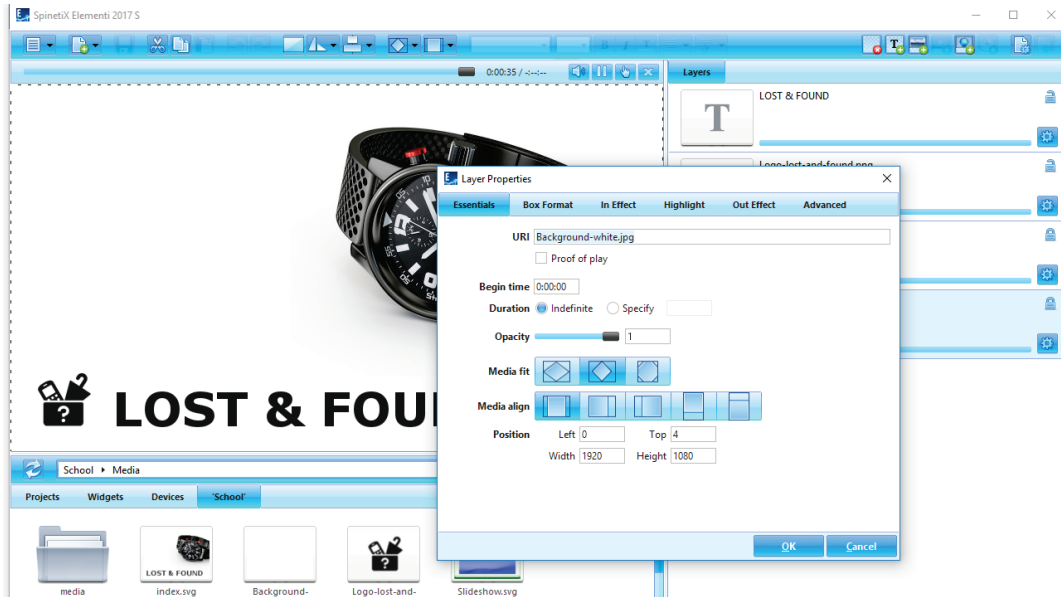 SpinetiX Elementi 2017 S
B I T
0:00:35 / -:--:--
Layers
T
LOST & FOUND
Logo-lost-and-found.png
Layer Properties
Essentials Box Format In Effect Highlight Out Effect Advanced
URI Background-white.jpg
Proof of play
Begin time 0:00:00
Duration Indefinite Specify
Opacity 1
Media fit
Media align
Position Left 0 Top 4
Width 1920 Height 1080
OK Cancel
? LOST & FOU
School Media
Projects Widgets Devices 'School'
LOST & FOUND
?
media index.svg Background- Logo-lost-and- Slideshow.svg